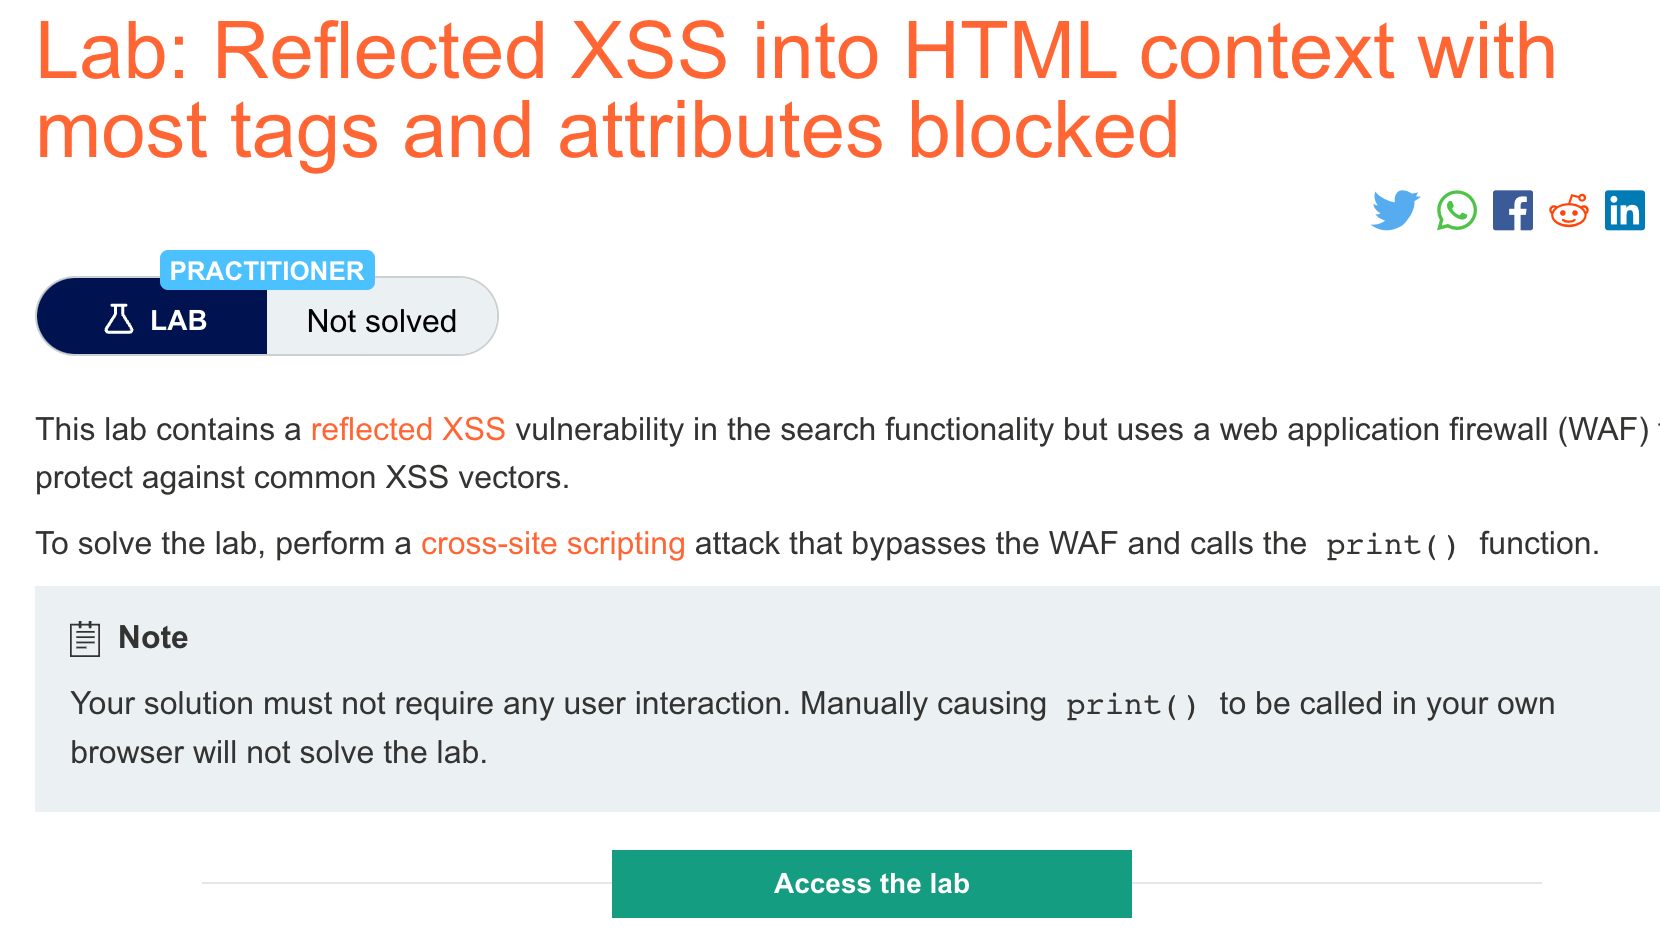 Lab: Reflected XSS into HTML context with
most tags and attributes blocked
PRACTITIONER
LAB
Not solved
This lab contains a reflected XSS vulnerability in the search functionality but uses a web application firewall (WAF)
protect against common XSS vectors.
To solve the lab, perform a cross-site scripting attack that bypasses the WAF and calls the print() function.
Note
Your solution must not require any user interaction. Manually causing print() to be called in your own
browser will not solve the lab.
Access the lab